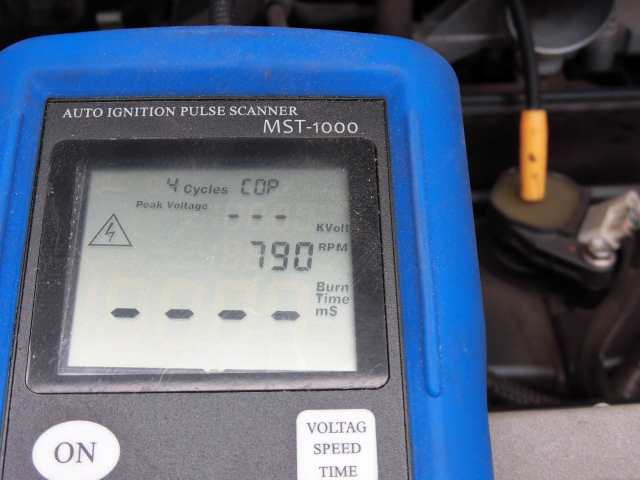 AUTO IGNITION PULSE SCANNER
MST-1000
4 Cycles COP
Peak Voltage
--- KVolt
790 RPM
Burn
Time
---- mS
ON
VOLTAG
SPEED
TIME